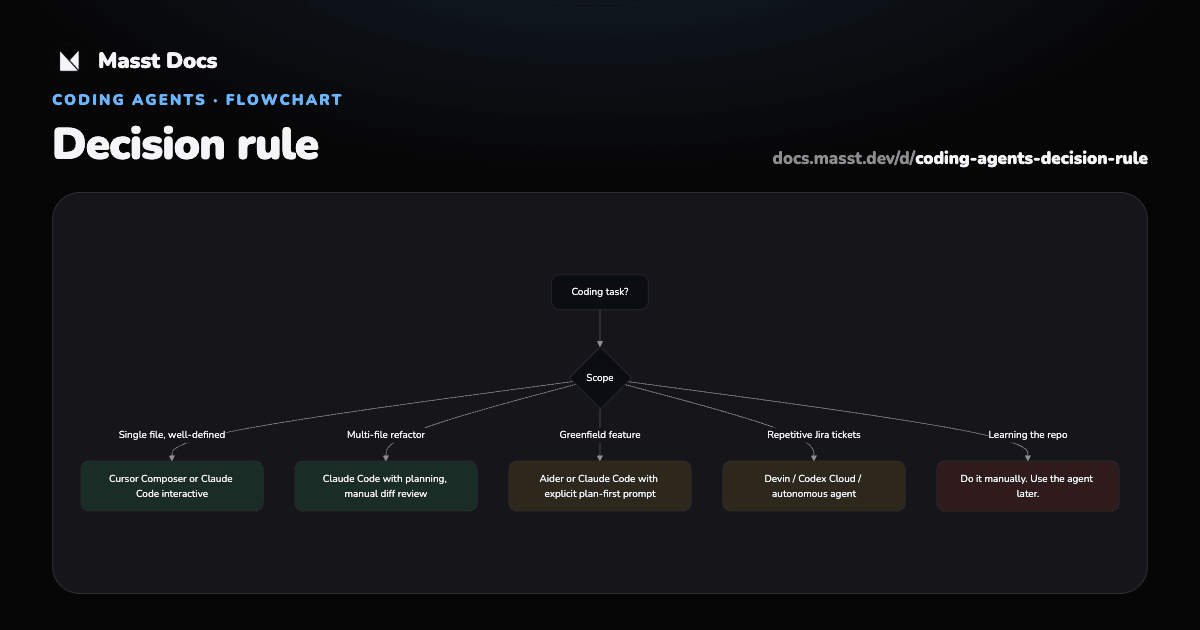 Masst Docs
CODING AGENTS · FLOWCHART
Decision rule
docs.masst.dev/d/coding-agents-decision-rule
Coding task?
Scope
Single file, well-defined
Multi-file refactor
Greenfield feature
Repetitive Jira tickets
Learning the repo
Cursor Composer or Claude
Code interactive
Claude Code with planning,
manual diff review
Aider or Claude Code with
explicit plan-first prompt
Devin / Codex Cloud /
autonomous agent
Do it manually. Use the agent
later.